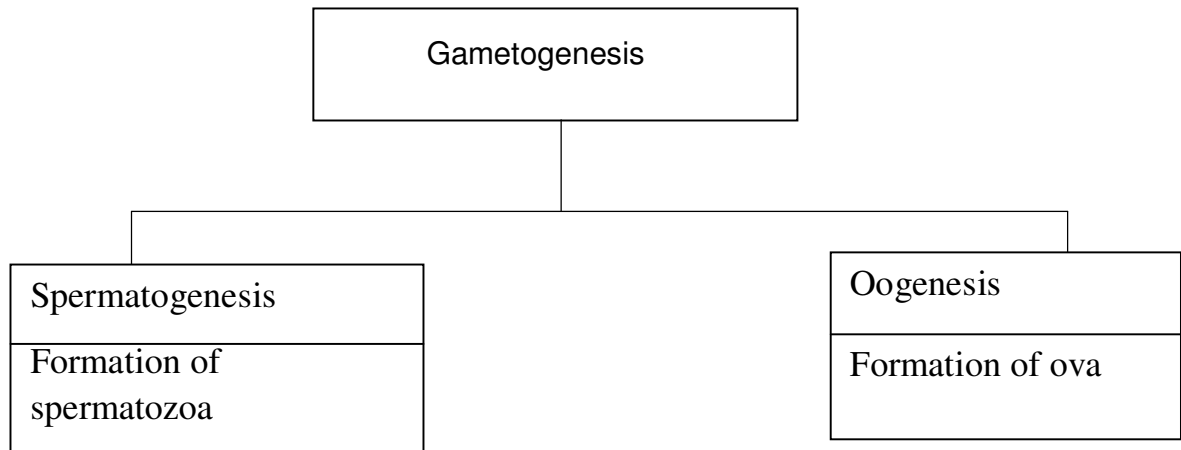 Gametogenesis
Spermatogenesis
Formation of
spermatozoa
Oogenesis
Formation of ova